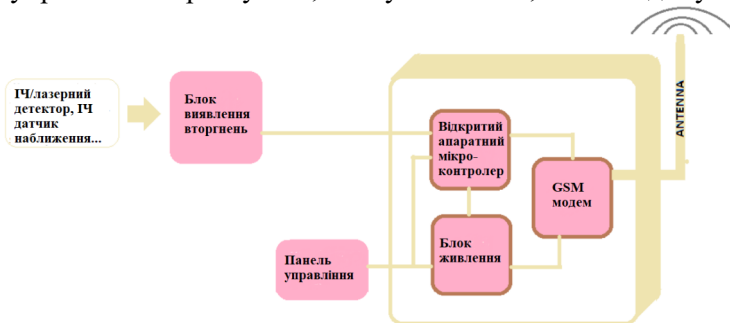 ІЧ/лазерний
детектор, ІЧ
датчик
наближення...
Блок
виявлення
вторгнень
Відкритий
апаратний
мікро-
контролер
GSM
модем
ANTENNA
Блок
живлення
Панель
управління